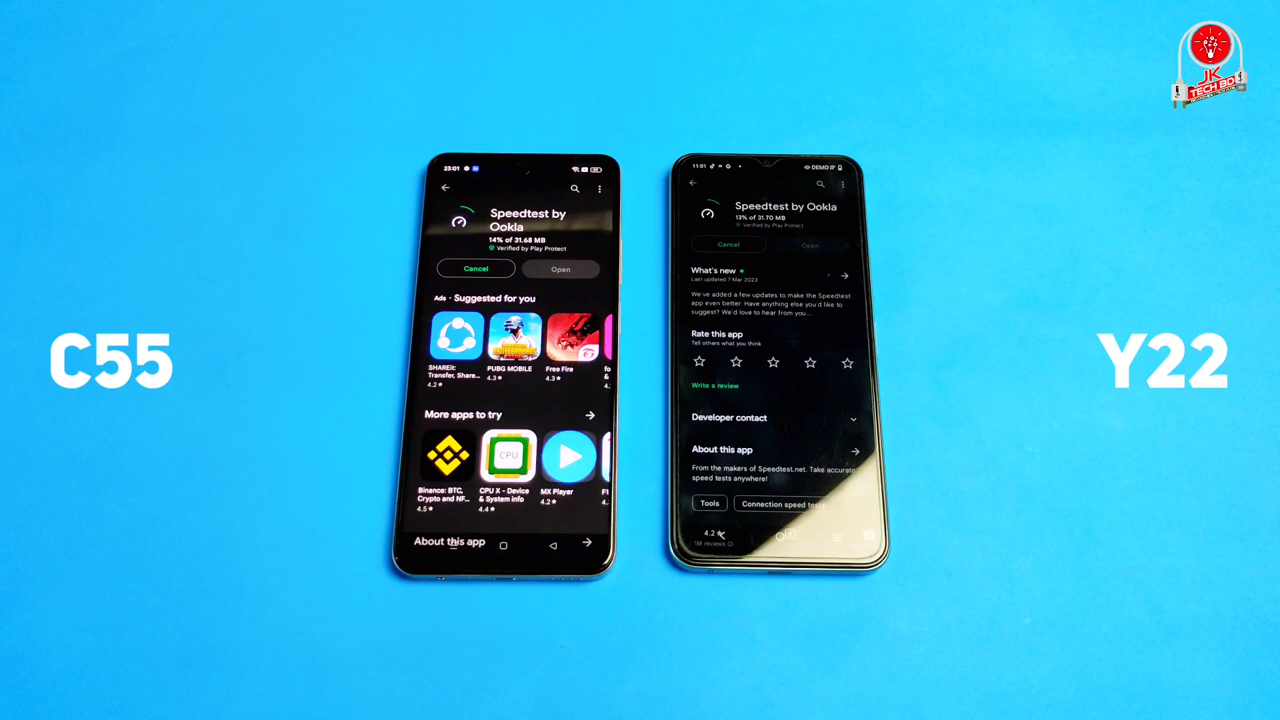 JK
TECH BD
C55
Y22
23:01
Speedtest by
Ookla
14% of 31.68 MB
Verified by Play Protect
Cancel
Open
Ads · Suggested for you
SHAREit:
Transfer, Share...
4.2★
PUBG MOBILE
4.3★
Free Fire
4.3★
More apps to try
CPU
Binance: BTC,
Crypto and NF...
4.5★
CPU X - Device
& System info
4.4★
MX Player
4.2★
About this app
11:01
DEMO
Speedtest by Ookla
13% of 31.70 MB
Verified by Play Protect
Cancel
Open
What's new
Last updated 7 Mar 2023
We've added a few updates to make the Speedtest
app even better. Have anything else you'd like to
suggest? We'd love to hear from you....
Rate this app
Tell others what you think
Write a review
Developer contact
About this app
From the makers of Speedtest.net. Take accurate
speed tests anywhere!
Tools
Connection speed tests
4.2
1M reviews